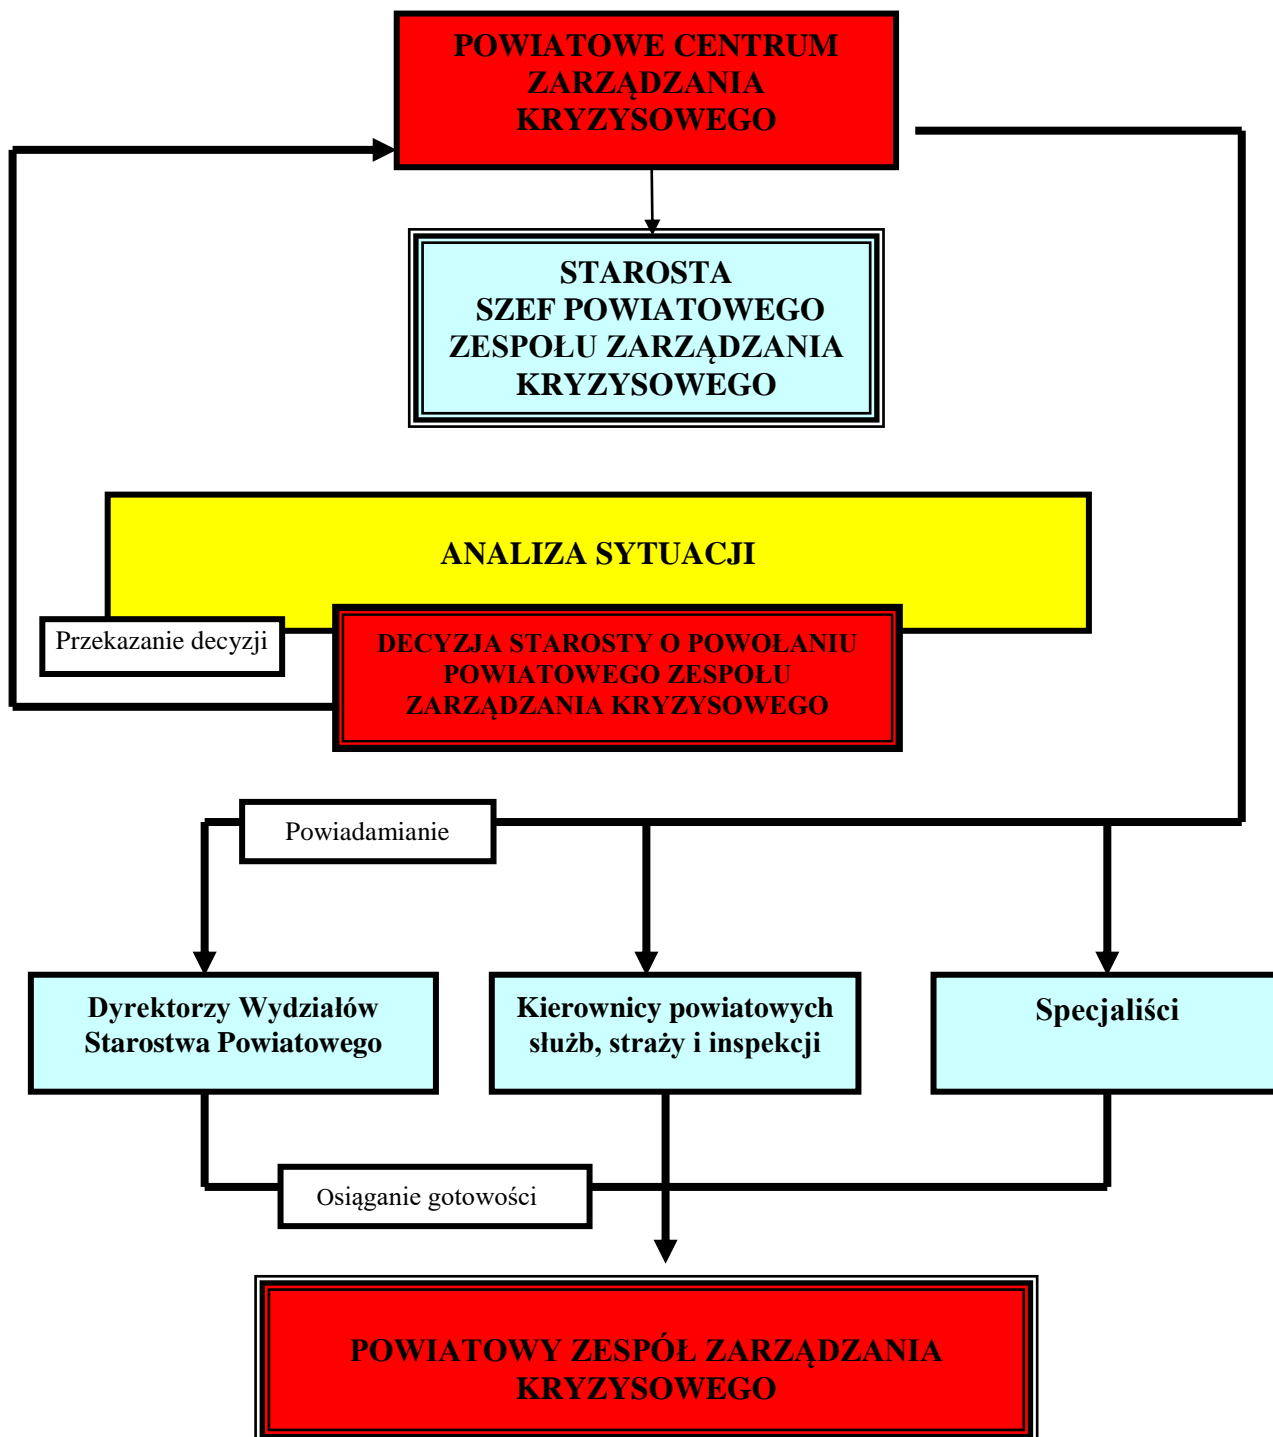 POWIATOWE CENTRUM
ZARZĄDZANIA
KRYZYSOWEGO
STAROSTA
SZEF POWIATOWEGO
ZESPOŁU ZARZĄDZANIA
KRYZYSOWEGO
ANALIZA SYTUACJI
Przekazanie decyzji
DECYZJA STAROSTY O POWOŁANIU
POWIATOWEGO ZESPOŁU
ZARZĄDZANIA KRYZYSOWEGO
Powiadamianie
Dyrektorzy Wydziałów
Starostwa Powiatowego
Kierownicy powiatowych
służb, straży i inspekcji
Specjaliści
Osiąganie gotowości
POWIATOWY ZESPÓŁ ZARZĄDZANIA
KRYZYSOWEGO